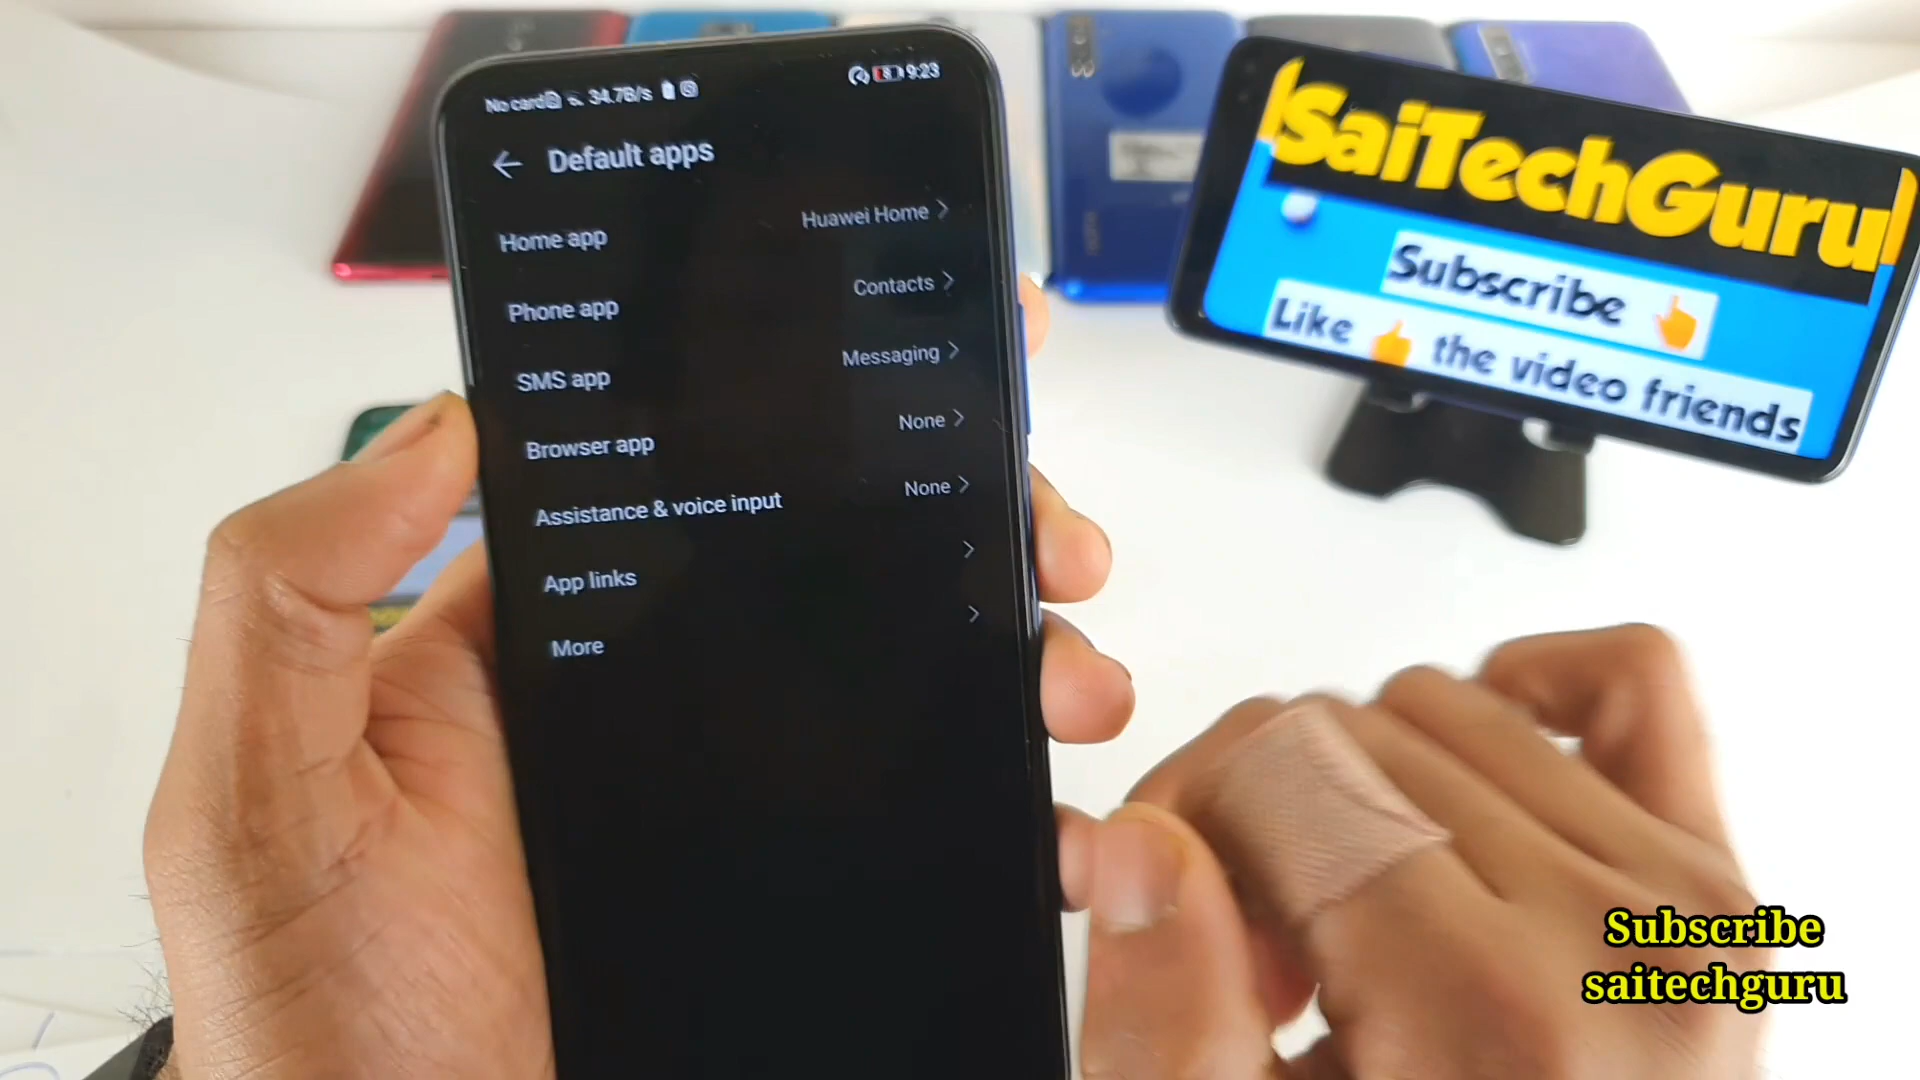 No card 34.7B/s 8 9:23
Default apps
Home app Huawei Home
Phone app Contacts
SMS app Messaging
Browser app None
Assistance & voice input None
App links
More
SaiTechGuru
Subscribe
Like the video friends
Subscribe
saitechguru